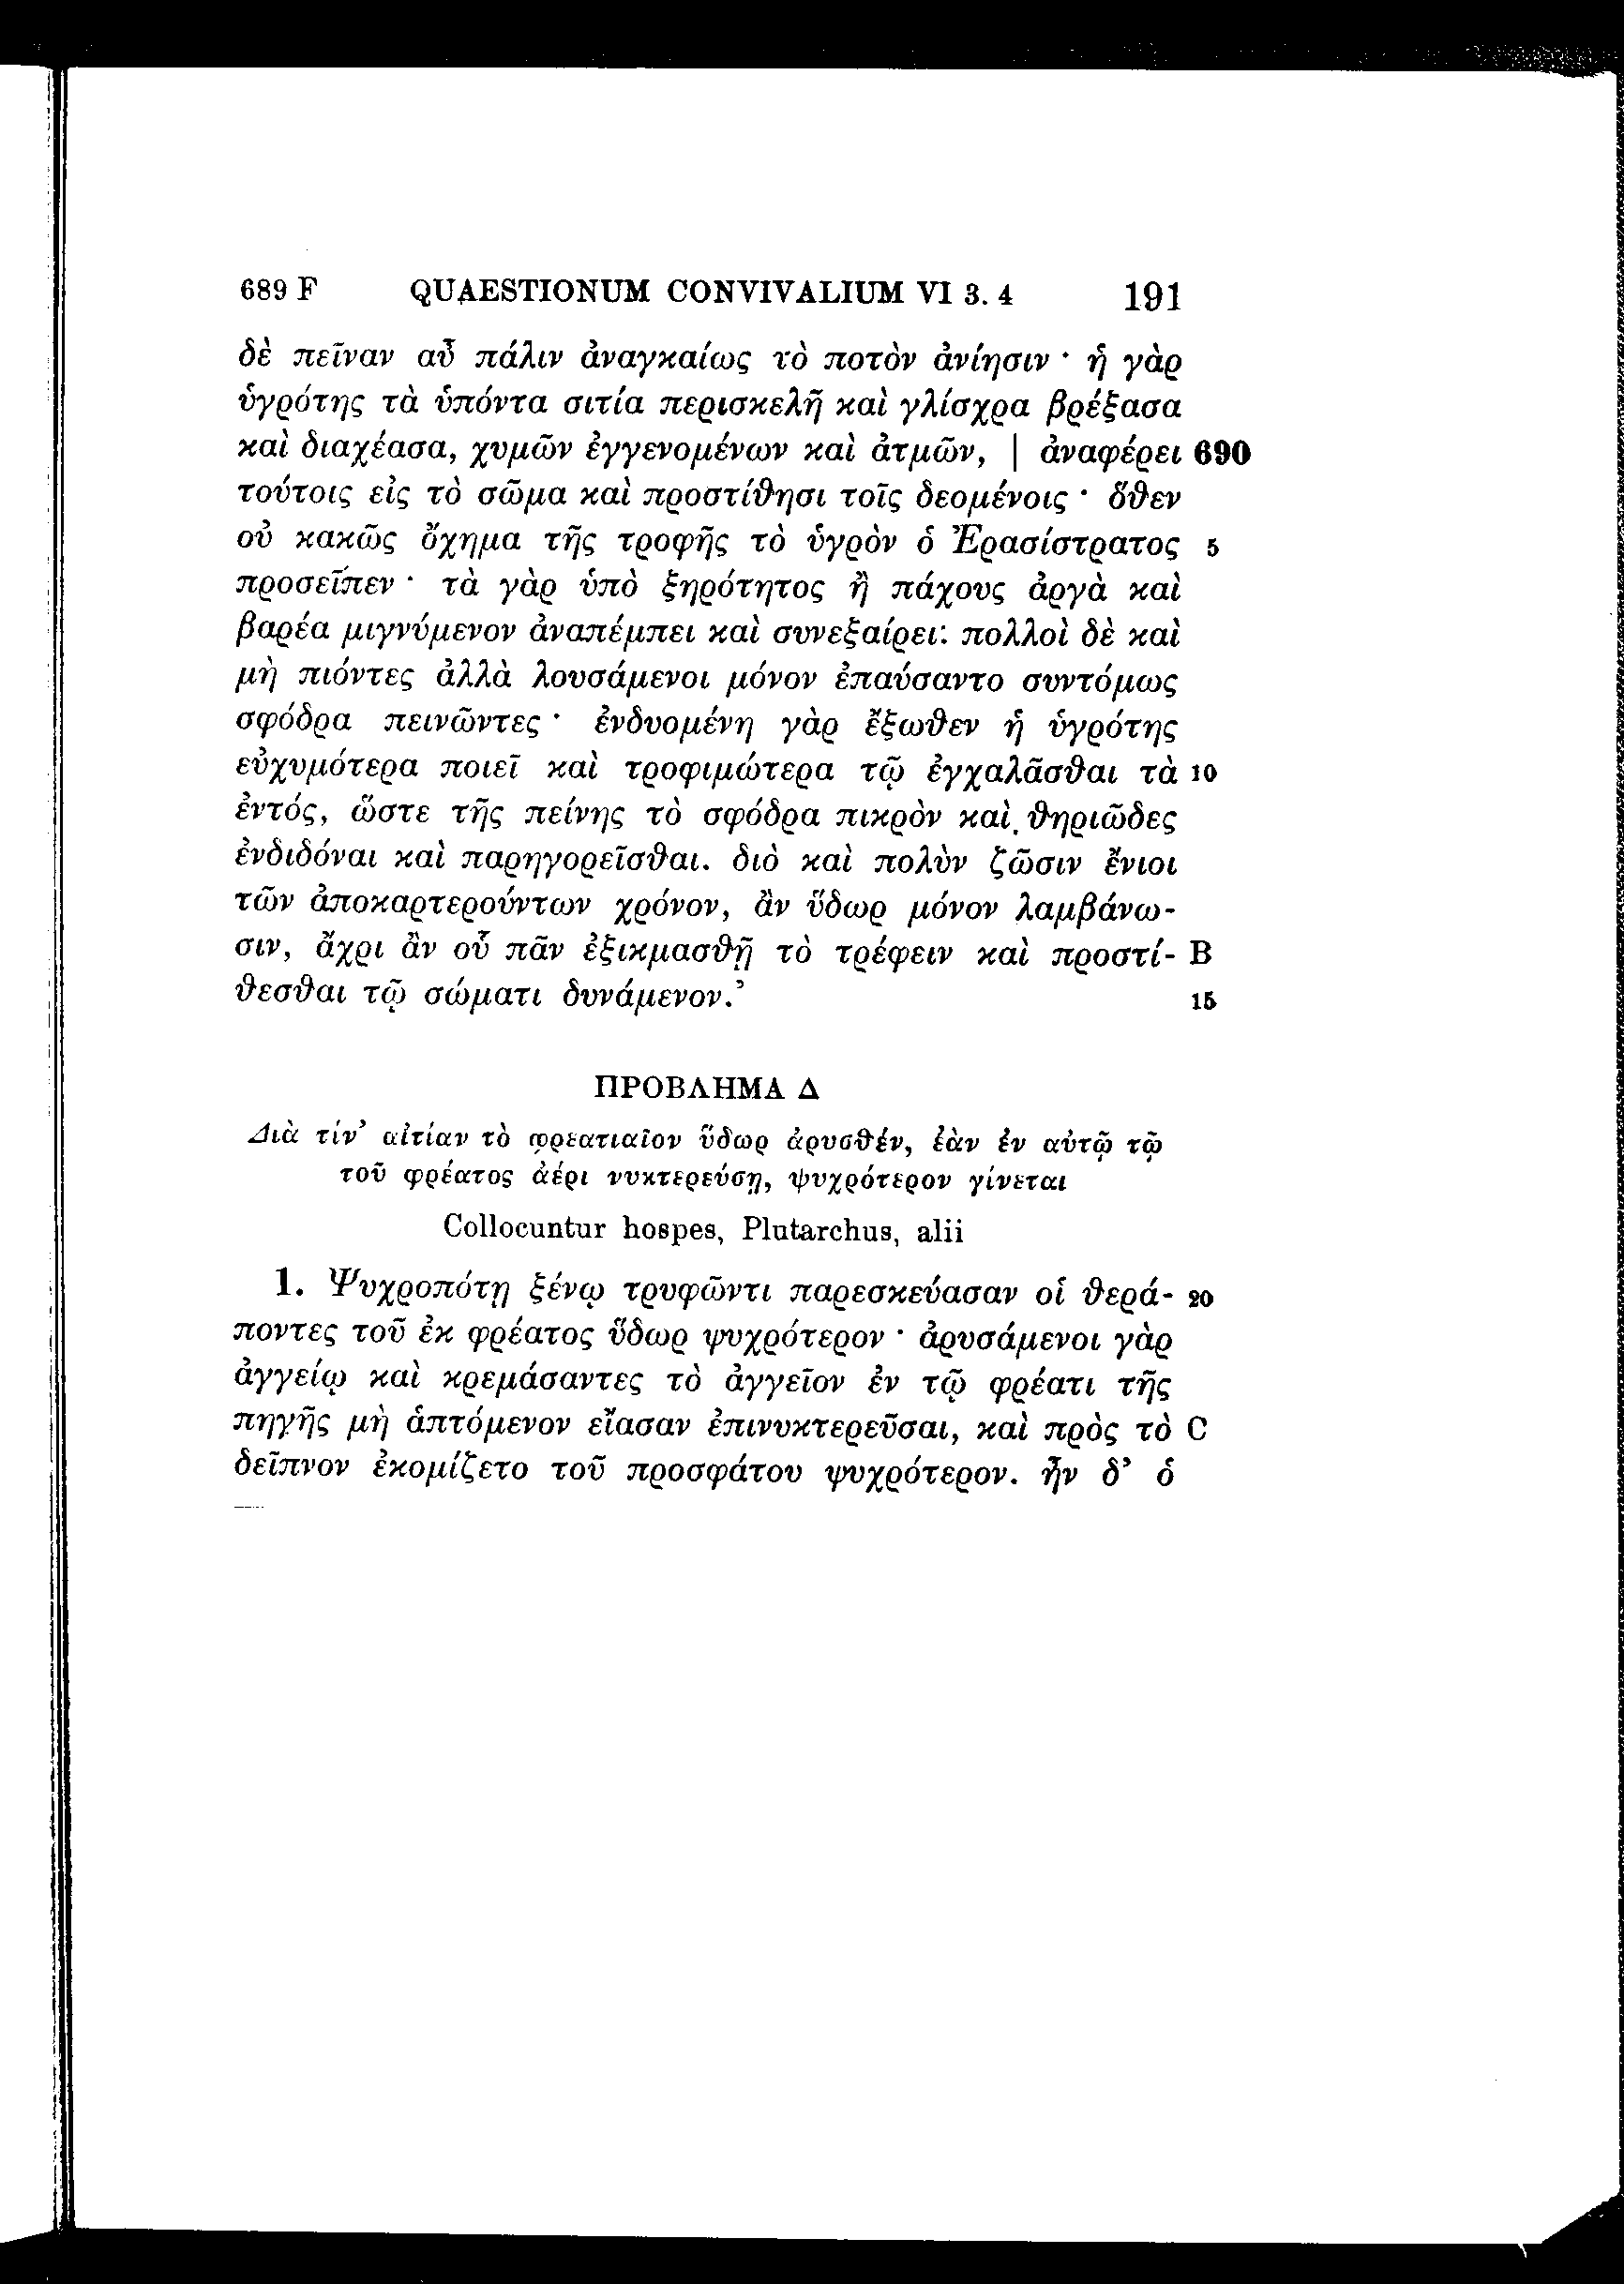 689 F QUAESTIONUM CONVIVALIUM VI 3. 4 191
δὲ πεῖναν αὖ πάλιν ἀναγκαίως τὸ ποτὸν ἀνίησιν · ἡ γὰρ
ὑγρότης τὰ ὑπόντα σιτία περισκελῆ καὶ γλίσχρα βρέξασα
καὶ διαχέασα, χυμῶν ἐγγενομένων καὶ ἀτμῶν, | ἀναφέρει 690
τούτοις εἰς τὸ σῶμα καὶ προστίθησι τοῖς δεομένοις · ὅθεν
οὐ κακῶς ὄχημα τῆς τροφῆς τὸ ὑγρὸν ὁ Ἐρασίστρατος 5
προσεῖπεν · τὰ γὰρ ὑπὸ ξηρότητος ἢ πάχους ἀργὰ καὶ
βαρέα μιγνύμενον ἀναπέμπει καὶ συνεξαίρει. πολλοὶ δὲ καὶ
μὴ πιόντες ἀλλὰ λουσάμενοι μόνον ἐπαύσαντο συντόμως
σφόδρα πεινῶντες · ἐνδυομένη γὰρ ἔξωθεν ἡ ὑγρότης
εὐχυμότερα ποιεῖ καὶ τροφιμώτερα τῷ ἐγχαλᾶσθαι τὰ 10
ἐντός, ὥστε τῆς πείνης τὸ σφόδρα πικρὸν καὶ θηριῶδες
ἐνδιδόναι καὶ παρηγορεῖσθαι. διὸ καὶ πολὺν ζῶσιν ἔνιοι
τῶν ἀποκαρτερούντων χρόνον, ἂν ὕδωρ μόνον λαμβάνω-
σιν, ἄχρι ἂν οὗ πᾶν ἐξικμασθῇ τὸ τρέφειν καὶ προστί- B
θεσθαι τῷ σώματι δυνάμενον.’ 15
ΠΡΟΒΛΗΜΑ Δ
Διὰ τίν’ αἰτίαν τὸ φρεατιαῖον ὕδωρ ἀρυσθέν, ἐὰν ἐν αὐτῷ τῷ
τοῦ φρέατος ἀέρι νυκτερεύσῃ, ψυχρότερον γίνεται
Collocuntur hospes, Plutarchus, alii
1. Ψυχροπότῃ ξένῳ τρυφῶντι παρεσκεύασαν οἱ θερά- 20
ποντες τοῦ ἐκ φρέατος ὕδωρ ψυχρότερον · ἀρυσάμενοι γὰρ
ἀγγείῳ καὶ κρεμάσαντες τὸ ἀγγεῖον ἐν τῷ φρέατι τῆς
πηγῆς μὴ ἁπτόμενον εἴασαν ἐπινυκτερεῦσαι, καὶ πρὸς τὸ C
δεῖπνον ἐκομίζετο τοῦ προσφάτου ψυχρότερον. ἦν δ’ ὁ